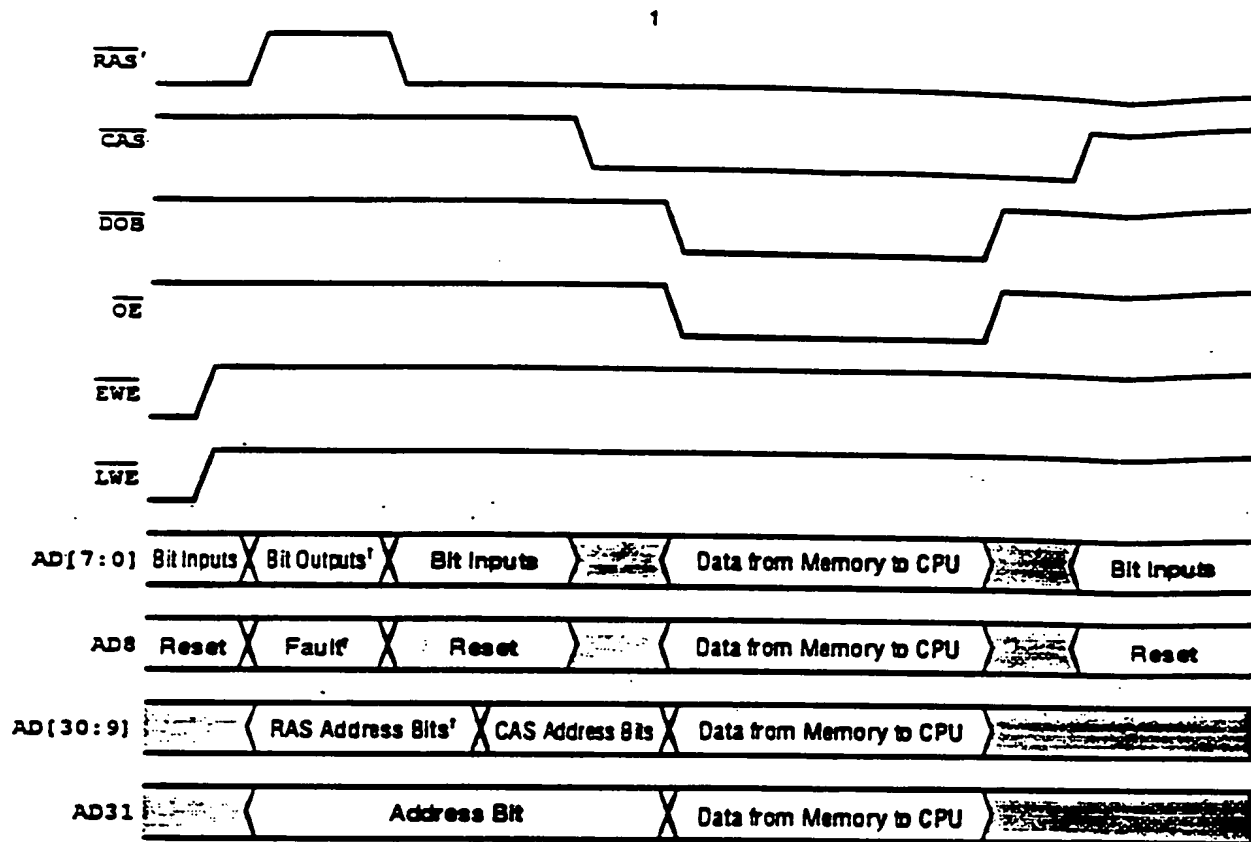 1
RAS'
CAS
DOB
OE
EWE
LWE
AD[7:0] Bit Inputs Bit Outputs† Bit Inputs Data from Memory to CPU Bit Inputs
AD8 Reset Fault† Reset Data from Memory to CPU Reset
AD[30:9] RAS Address Bits† CAS Address Bits Data from Memory to CPU
AD31 Address Bit Data from Memory to CPU